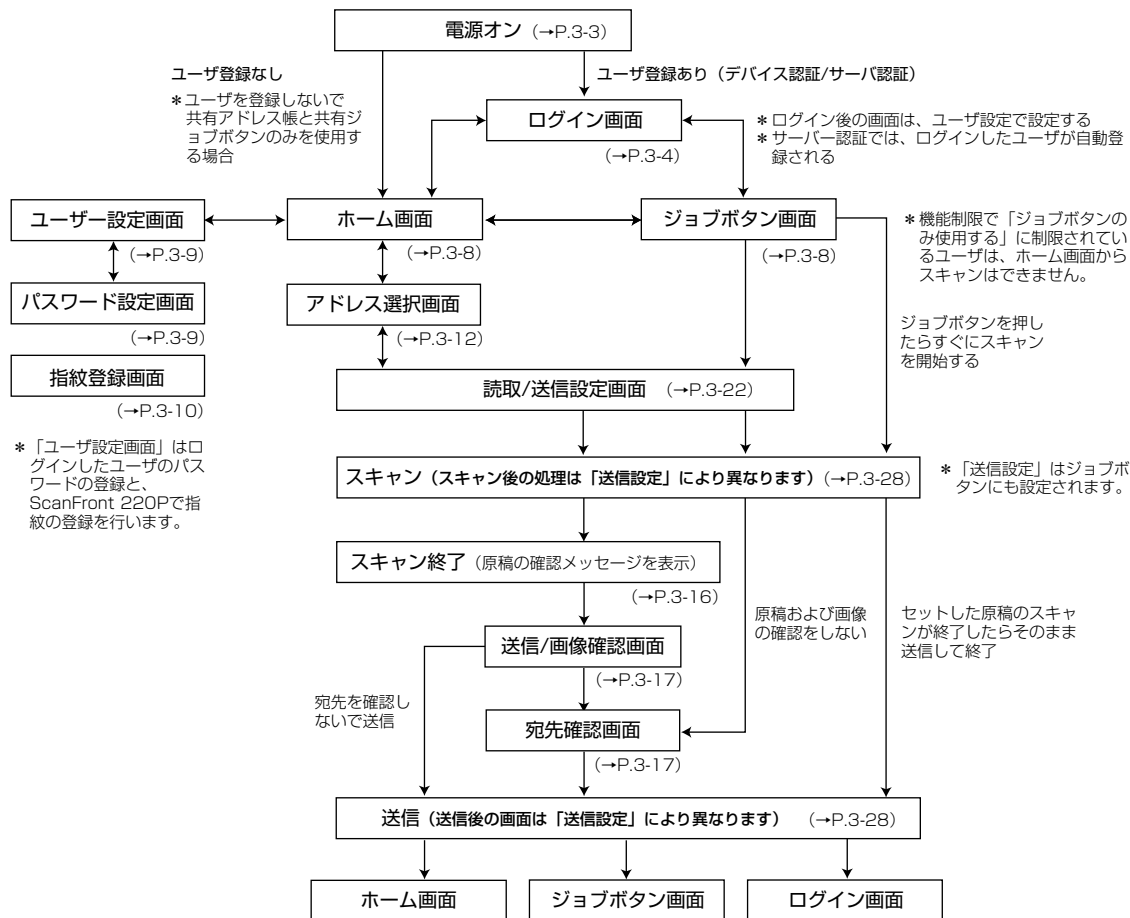 電源オン（→P.3-3）
ユーザ登録なし
＊ユーザを登録しないで
共有アドレス帳と共有ジ
ョブボタンのみを使用す
る場合
ユーザ登録あり（デバイス認証/サーバ認証）
ログイン画面
（→P.3-4）
＊ログイン後の画面は、ユーザ設定で設定する
＊サーバー認証では、ログインしたユーザが自動登
録される
ユーザー設定画面
（→P.3-9）
ホーム画面
（→P.3-8）
ジョブボタン画面
（→P.3-8）
＊機能制限で「ジョブボタンの
み使用する」に制限されてい
るユーザは、ホーム画面から
スキャンはできません。
パスワード設定画面
（→P.3-9）
アドレス選択画面
（→P.3-12）
ジョブボタンを押し
たらすぐにスキャン
を開始する
指紋登録画面
（→P.3-10）
読取/送信設定画面 （→P.3-22）
＊「ユーザ設定画面」はロ
グインしたユーザのパス
ワードの登録と、
ScanFront 220Pで指
紋の登録を行います。
スキャン（スキャン後の処理は「送信設定」により異なります）（→P.3-28）
＊「送信設定」はジョブボ
タンにも設定されます。
スキャン終了（原稿の確認メッセージを表示）
（→P.3-16）
原稿および画像
の確認をしない
セットした原稿のスキャ
ンが終了したらそのまま
送信して終了
送信/画像確認画面
（→P.3-17）
宛先を確認し
ないで送信
宛先確認画面
（→P.3-17）
送信（送信後の画面は「送信設定」により異なります） （→P.3-28）
ホーム画面
ジョブボタン画面
ログイン画面